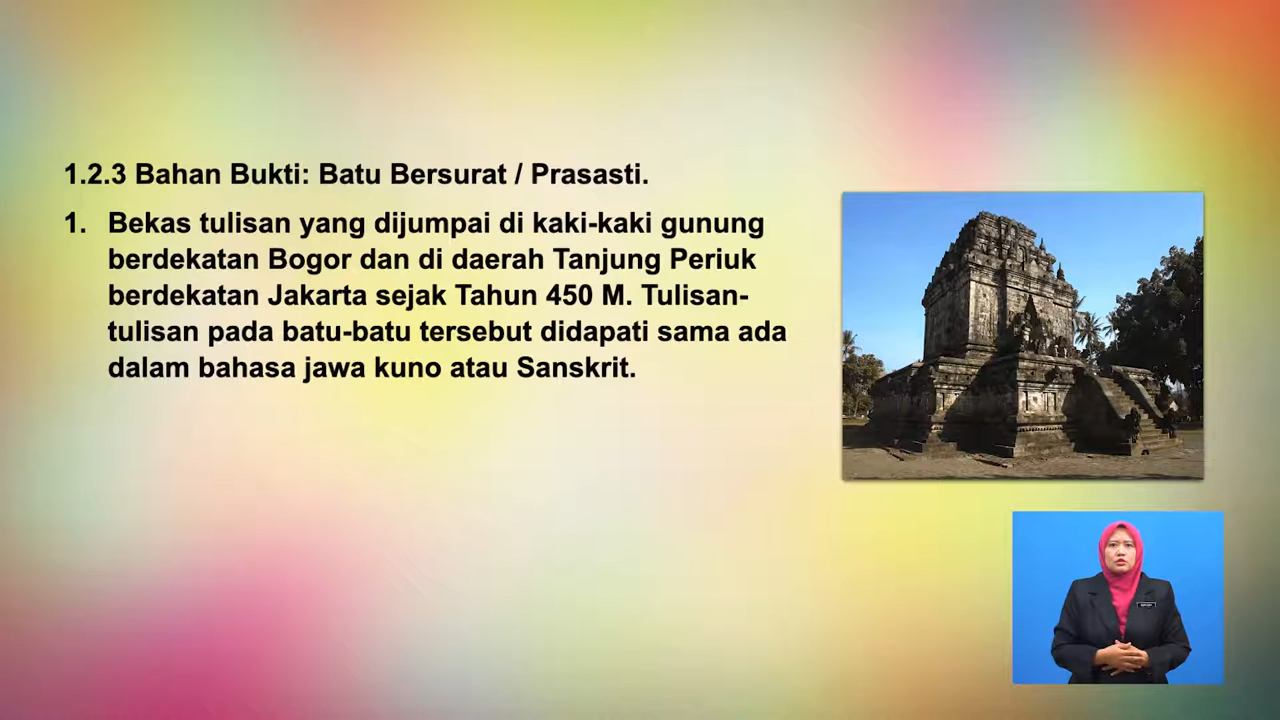 1.2.3 Bahan Bukti: Batu Bersurat / Prasasti.
1. Bekas tulisan yang dijumpai di kaki-kaki gunung
berdekatan Bogor dan di daerah Tanjung Periuk
berdekatan Jakarta sejak Tahun 450 M. Tulisan-
tulisan pada batu-batu tersebut didapati sama ada
dalam bahasa jawa kuno atau Sanskrit.